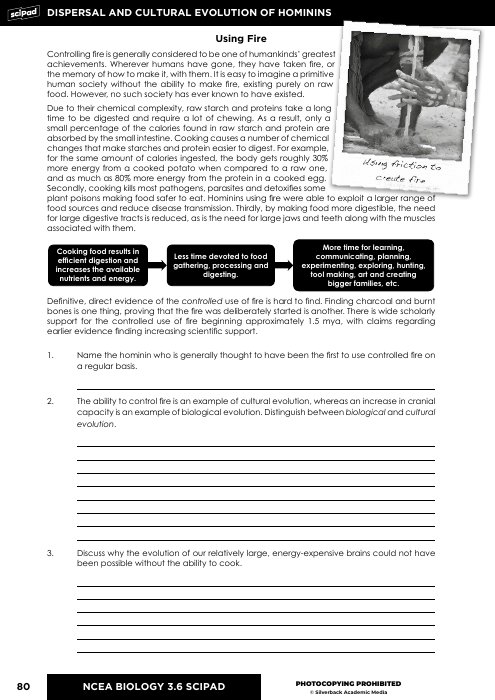 scipad
DISPERSAL AND CULTURAL EVOLUTION OF HOMININS
Using Fire
Controlling fire is generally considered to be one of humankinds' greatest
achievements. Wherever humans have gone, they have taken fire, or
the memory of how to make it, with them. It is easy to imagine a primitive
human society without the ability to make fire, existing purely on raw
food. However, no such society has ever known to have existed.
Due to their chemical complexity, raw starch and proteins take a long
time to be digested and require a lot of chewing. As a result, only a
small percentage of the calories found in raw starch and protein are
absorbed by the small intestine. Cooking causes a number of chemical
changes that make starches and protein easier to digest. For example,
for the same amount of calories ingested, the body gets roughly 30%
more energy from a cooked potato when compared to a raw one,
and as much as 80% more energy from the protein in a cooked egg.
Secondly, cooking kills most pathogens, parasites and detoxifies some
plant poisons making food safer to eat. Hominins using fire were able to exploit a larger range of
food sources and reduce disease transmission. Thirdly, by making food more digestible, the need
for large digestive tracts is reduced, as is the need for large jaws and teeth along with the muscles
associated with them.
Using friction to
create fire
Cooking food results in
efficient digestion and
increases the available
nutrients and energy.
Less time devoted to food
gathering, processing and
digesting.
More time for learning,
communicating, planning,
experimenting, exploring, hunting,
tool making, art and creating
bigger families, etc.
Definitive, direct evidence of the controlled use of fire is hard to find. Finding charcoal and burnt
bones is one thing, proving that the fire was deliberately started is another. There is wide scholarly
support for the controlled use of fire beginning approximately 1.5 mya, with claims regarding
earlier evidence finding increasing scientific support.
1. Name the hominin who is generally thought to have been the first to use controlled fire on
a regular basis.
2. The ability to control fire is an example of cultural evolution, whereas an increase in cranial
capacity is an example of biological evolution. Distinguish between biological and cultural
evolution.
3. Discuss why the evolution of our relatively large, energy-expensive brains could not have
been possible without the ability to cook.
80
NCEA BIOLOGY 3.6 SCIPAD
PHOTOCOPYING PROHIBITED
© Silverback Academic Media